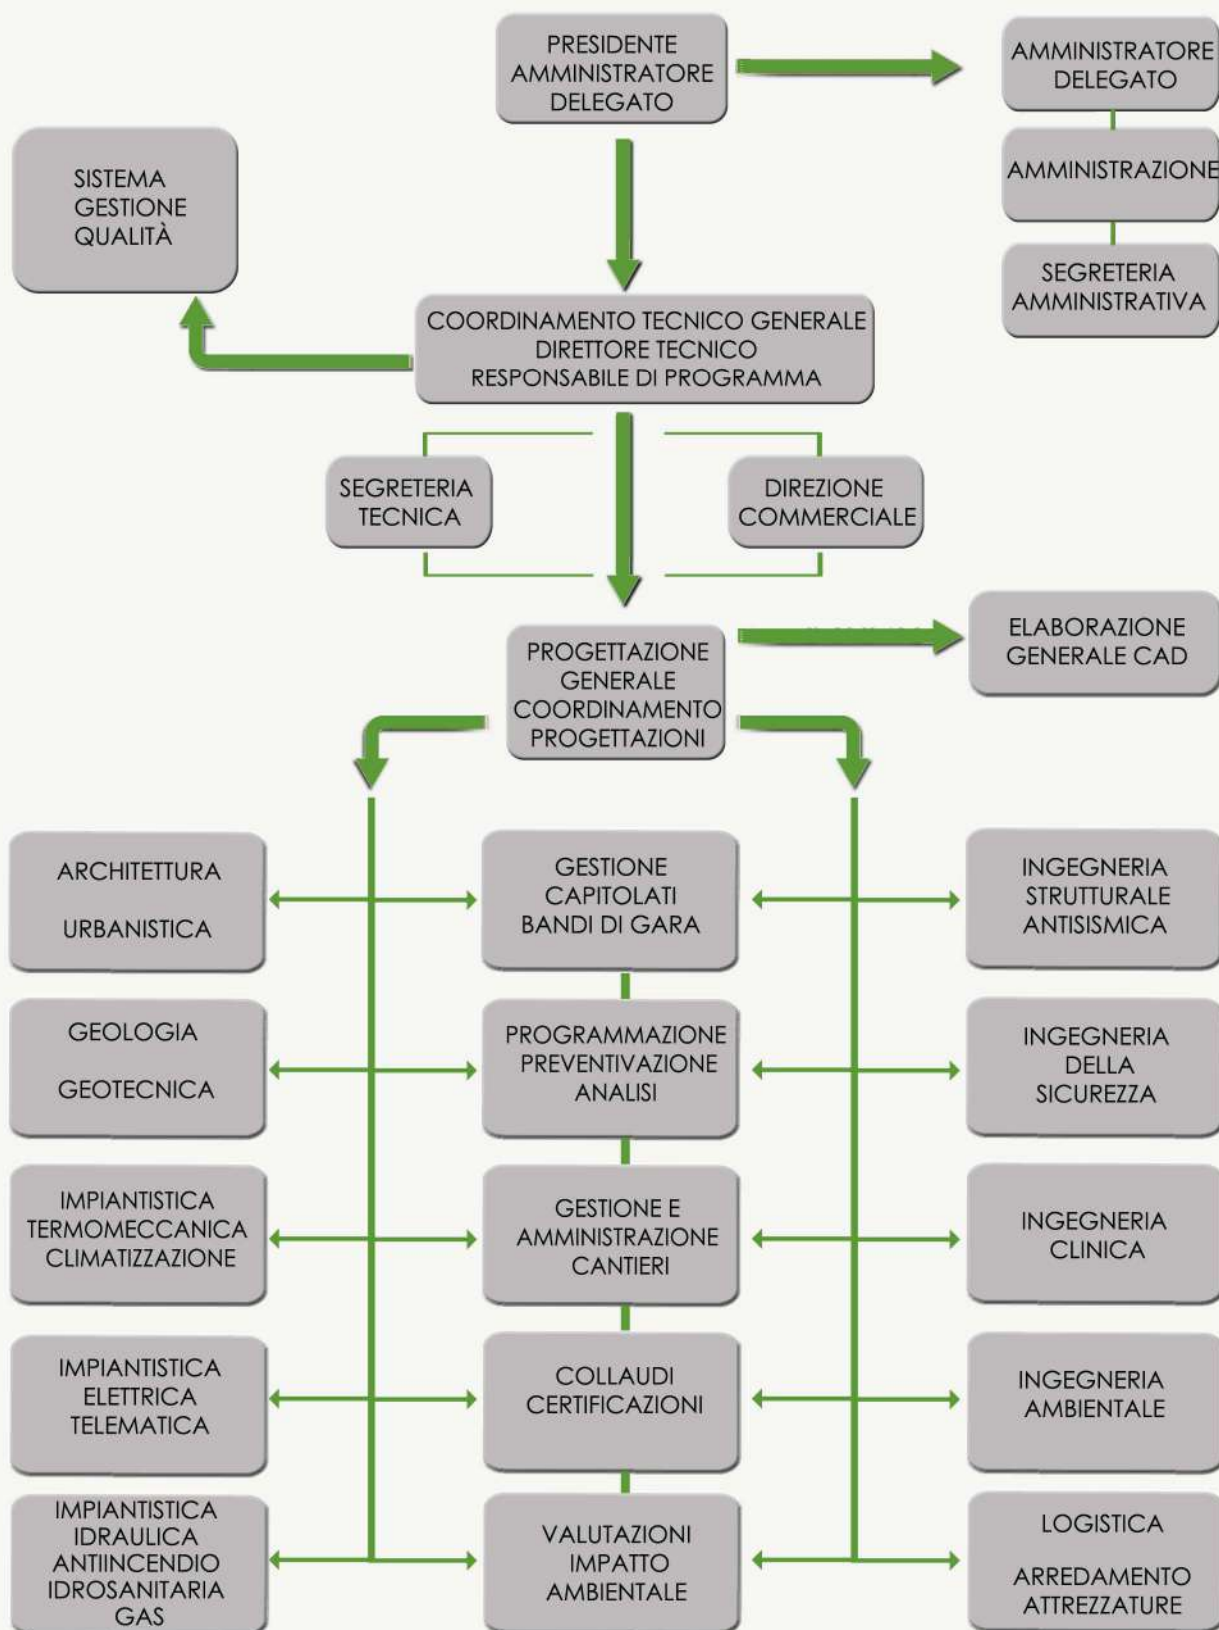 PRESIDENTE
AMMINISTRATORE
DELEGATO
AMMINISTRATORE
DELEGATO
AMMINISTRAZIONE
SEGRETERIA
AMMINISTRATIVA
SISTEMA
GESTIONE
QUALITÀ
COORDINAMENTO TECNICO GENERALE
DIRETTORE TECNICO
RESPONSABILE DI PROGRAMMA
SEGRETERIA
TECNICA
DIREZIONE
COMMERCIALE
PROGETTAZIONE
GENERALE
COORDINAMENTO
PROGETTAZIONI
ELABORAZIONE
GENERALE CAD
ARCHITETTURA
URBANISTICA
GESTIONE
CAPITOLATI
BANDI DI GARA
INGEGNERIA
STRUTTURALE
ANTISISMICA
GEOLOGIA
GEOTECNICA
PROGRAMMAZIONE
PREVENTIVAZIONE
ANALISI
INGEGNERIA
DELLA
SICUREZZA
IMPIANTISTICA
TERMOMECCANICA
CLIMATIZZAZIONE
GESTIONE E
AMMINISTRAZIONE
CANTIERI
INGEGNERIA
CLINICA
IMPIANTISTICA
ELETTRICA
TELEMATICA
COLLAUDI
CERTIFICAZIONI
INGEGNERIA
AMBIENTALE
IMPIANTISTICA
IDRAULICA
ANTIINCENDIO
IDROSANITARIA
GAS
VALUTAZIONI
IMPATTO
AMBIENTALE
LOGISTICA
ARREDAMENTO
ATTREZZATURE